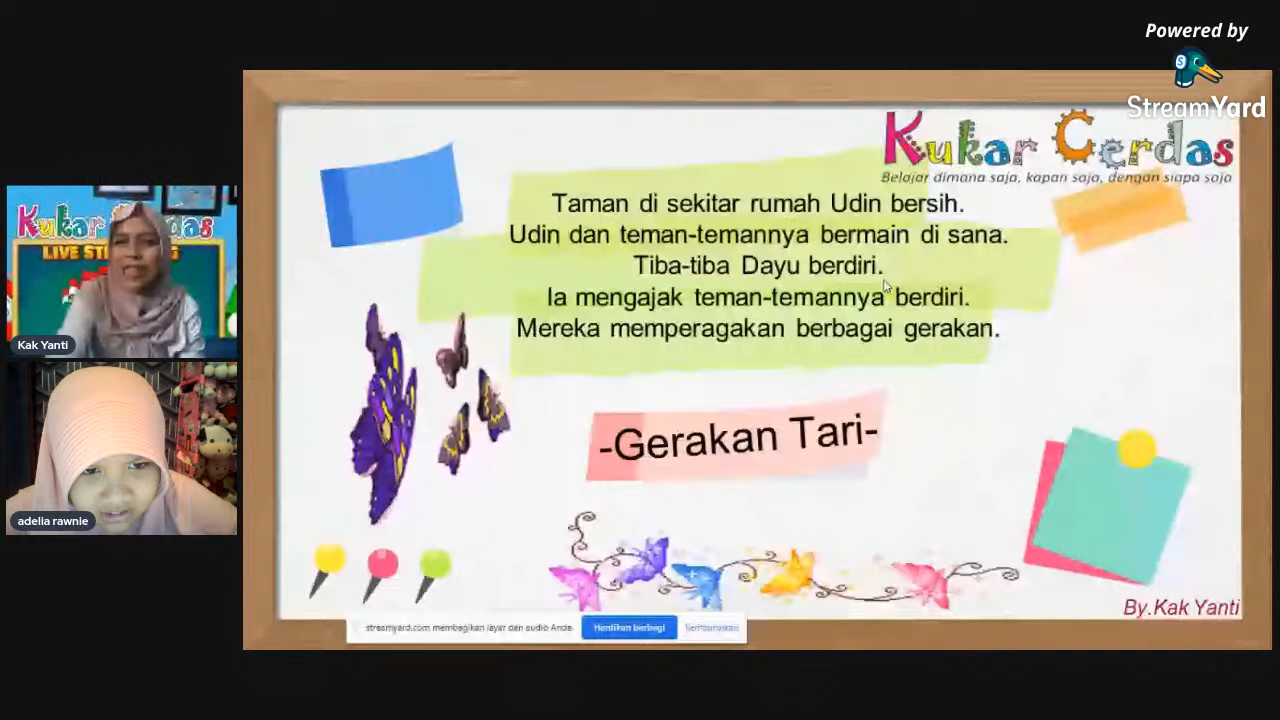 Powered by
StreamYard
Kukar Cerdas
Belajar dimana saja, kapan saja, dengan siapa saja
Taman di sekitar rumah Udin bersih.
Udin dan teman-temannya bermain di sana.
Tiba-tiba Dayu berdiri.
Ia mengajak teman-temannya berdiri.
Mereka memperagakan berbagai gerakan.
-Gerakan Tari-
By.Kak Yanti
Kukar Cerdas
Kak Yanti
adelia rawnie
streamyard.com membagikan layar dan audio Anda.
Hentikan berbagi
Sembunyikan